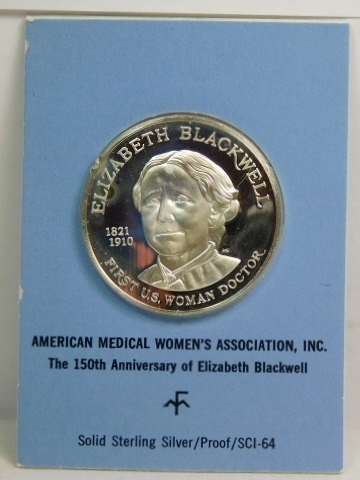 ELIZABETH BLACKWELL
1821
1910
FIRST U.S. WOMAN DOCTOR
AMERICAN MEDICAL WOMEN'S ASSOCIATION, INC.
The 150th Anniversary of Elizabeth Blackwell
Solid Sterling Silver/Proof/SCI-64